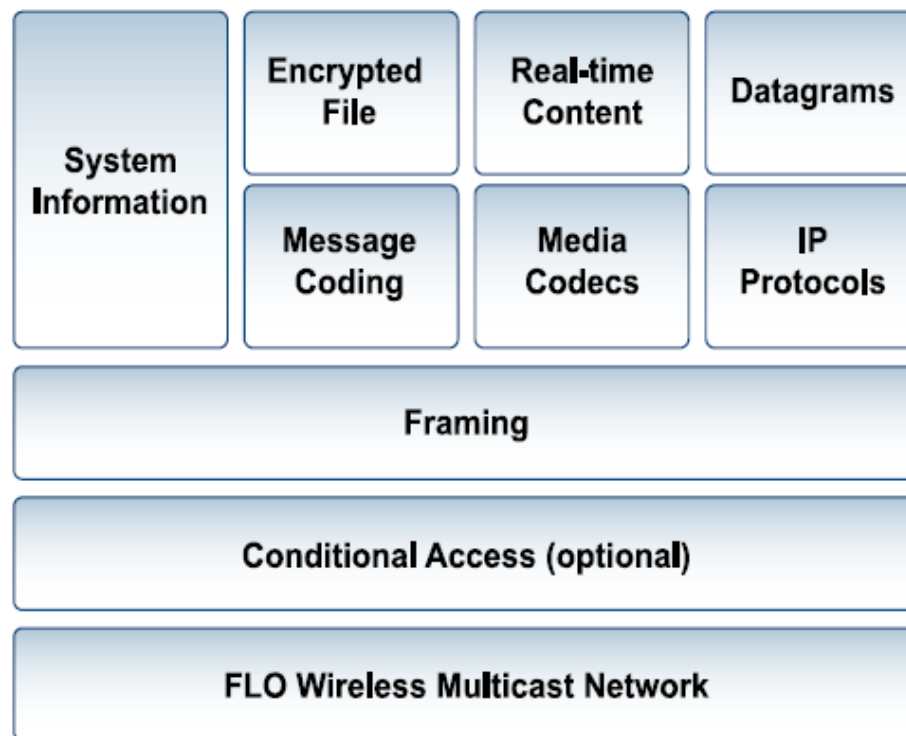 System
Information
Encrypted
File
Real-time
Content
Datagrams
Message
Coding
Media
Codecs
IP
Protocols
Framing
Conditional Access (optional)
FLO Wireless Multicast Network